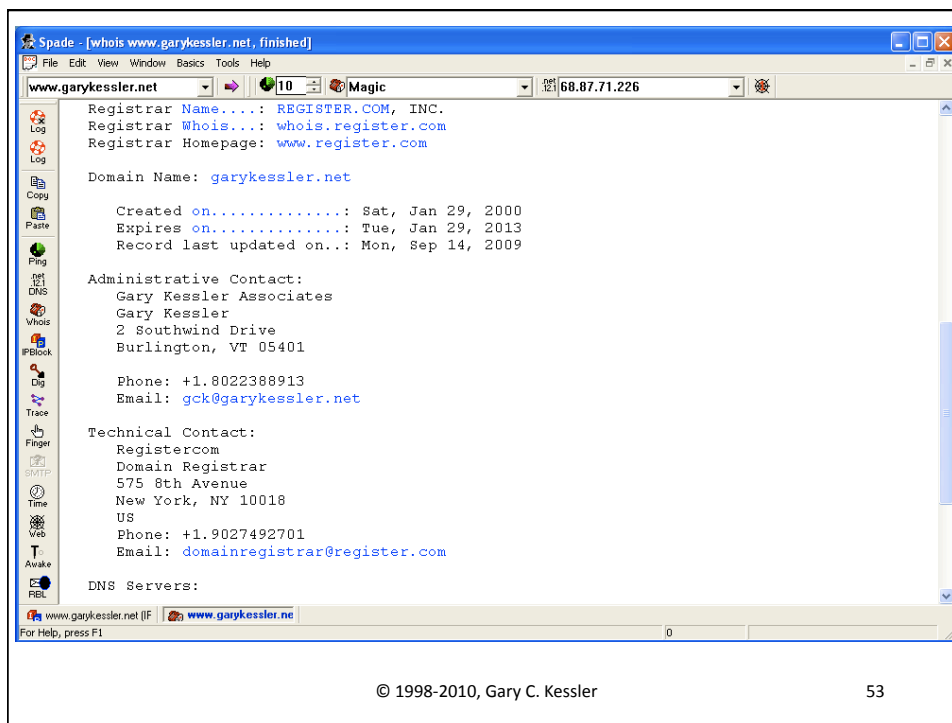 Spade - [whois www.garykessler.net, finished]
File Edit View Window Basics Tools Help
www.garykessler.net 10 Magic .net .12.1 68.87.71.226
Log
Log
Copy
Paste
Ping
.net .12.1 DNS
Whois
IPBlock
Dig
Trace
Finger
SMTP
Time
Web
Awake
RBL
Registrar Name....: REGISTER.COM, INC.
Registrar Whois...: whois.register.com
Registrar Homepage: www.register.com
Domain Name: garykessler.net
Created on..............: Sat, Jan 29, 2000
Expires on..............: Tue, Jan 29, 2013
Record last updated on..: Mon, Sep 14, 2009
Administrative Contact:
Gary Kessler Associates
Gary Kessler
2 Southwind Drive
Burlington, VT 05401
Phone: +1.8022388913
Email: gck@garykessler.net
Technical Contact:
Registercom
Domain Registrar
575 8th Avenue
New York, NY 10018
US
Phone: +1.9027492701
Email: domainregistrar@register.com
DNS Servers:
www.garykessler.net (IF www.garykessler.ne
For Help, press F1 0
© 1998-2010, Gary C. Kessler 53